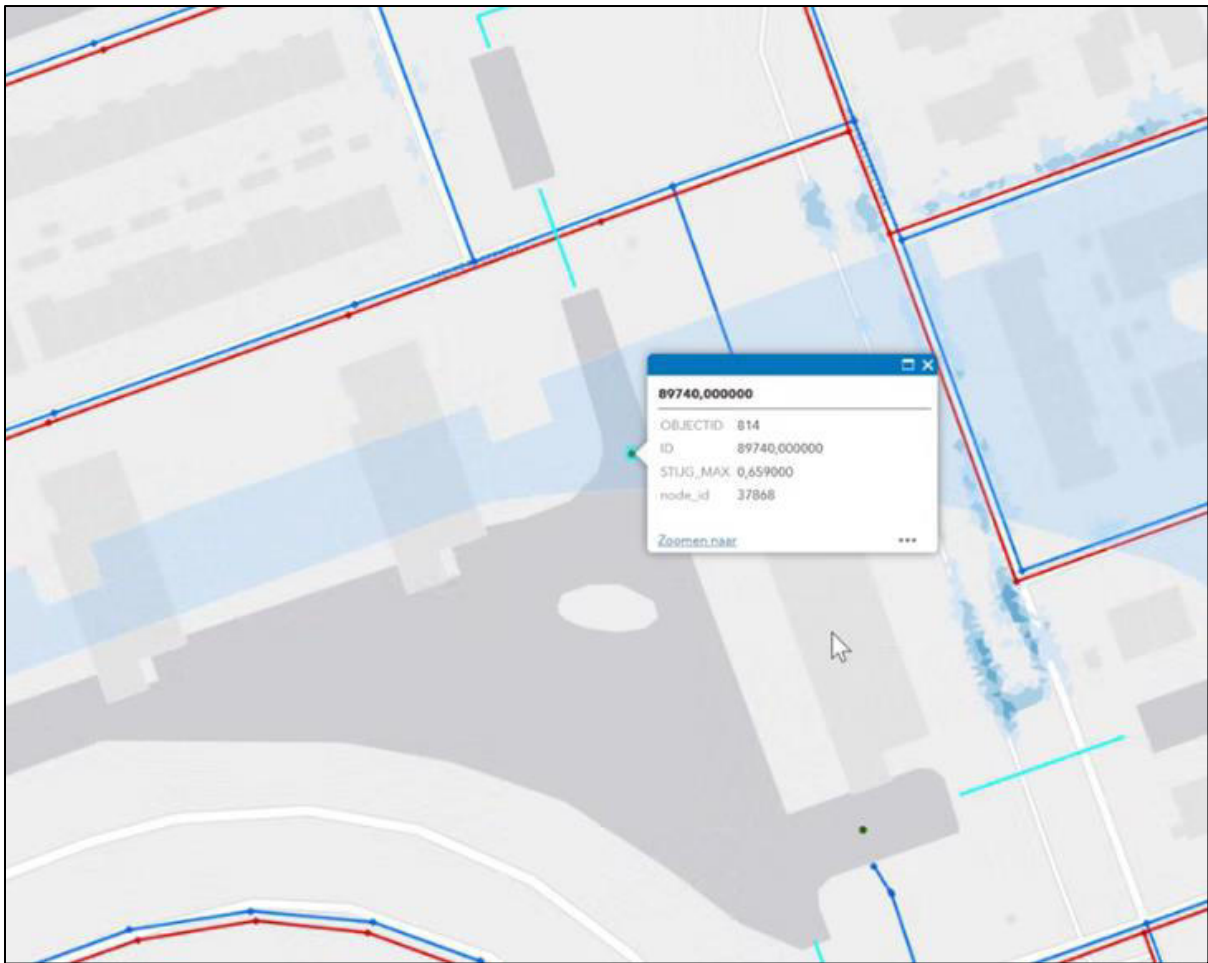 89740,000000
OBJECTID 814
ID 89740,000000
STIJG_MAX 0,659000
node_id 37868
Zoomen naar